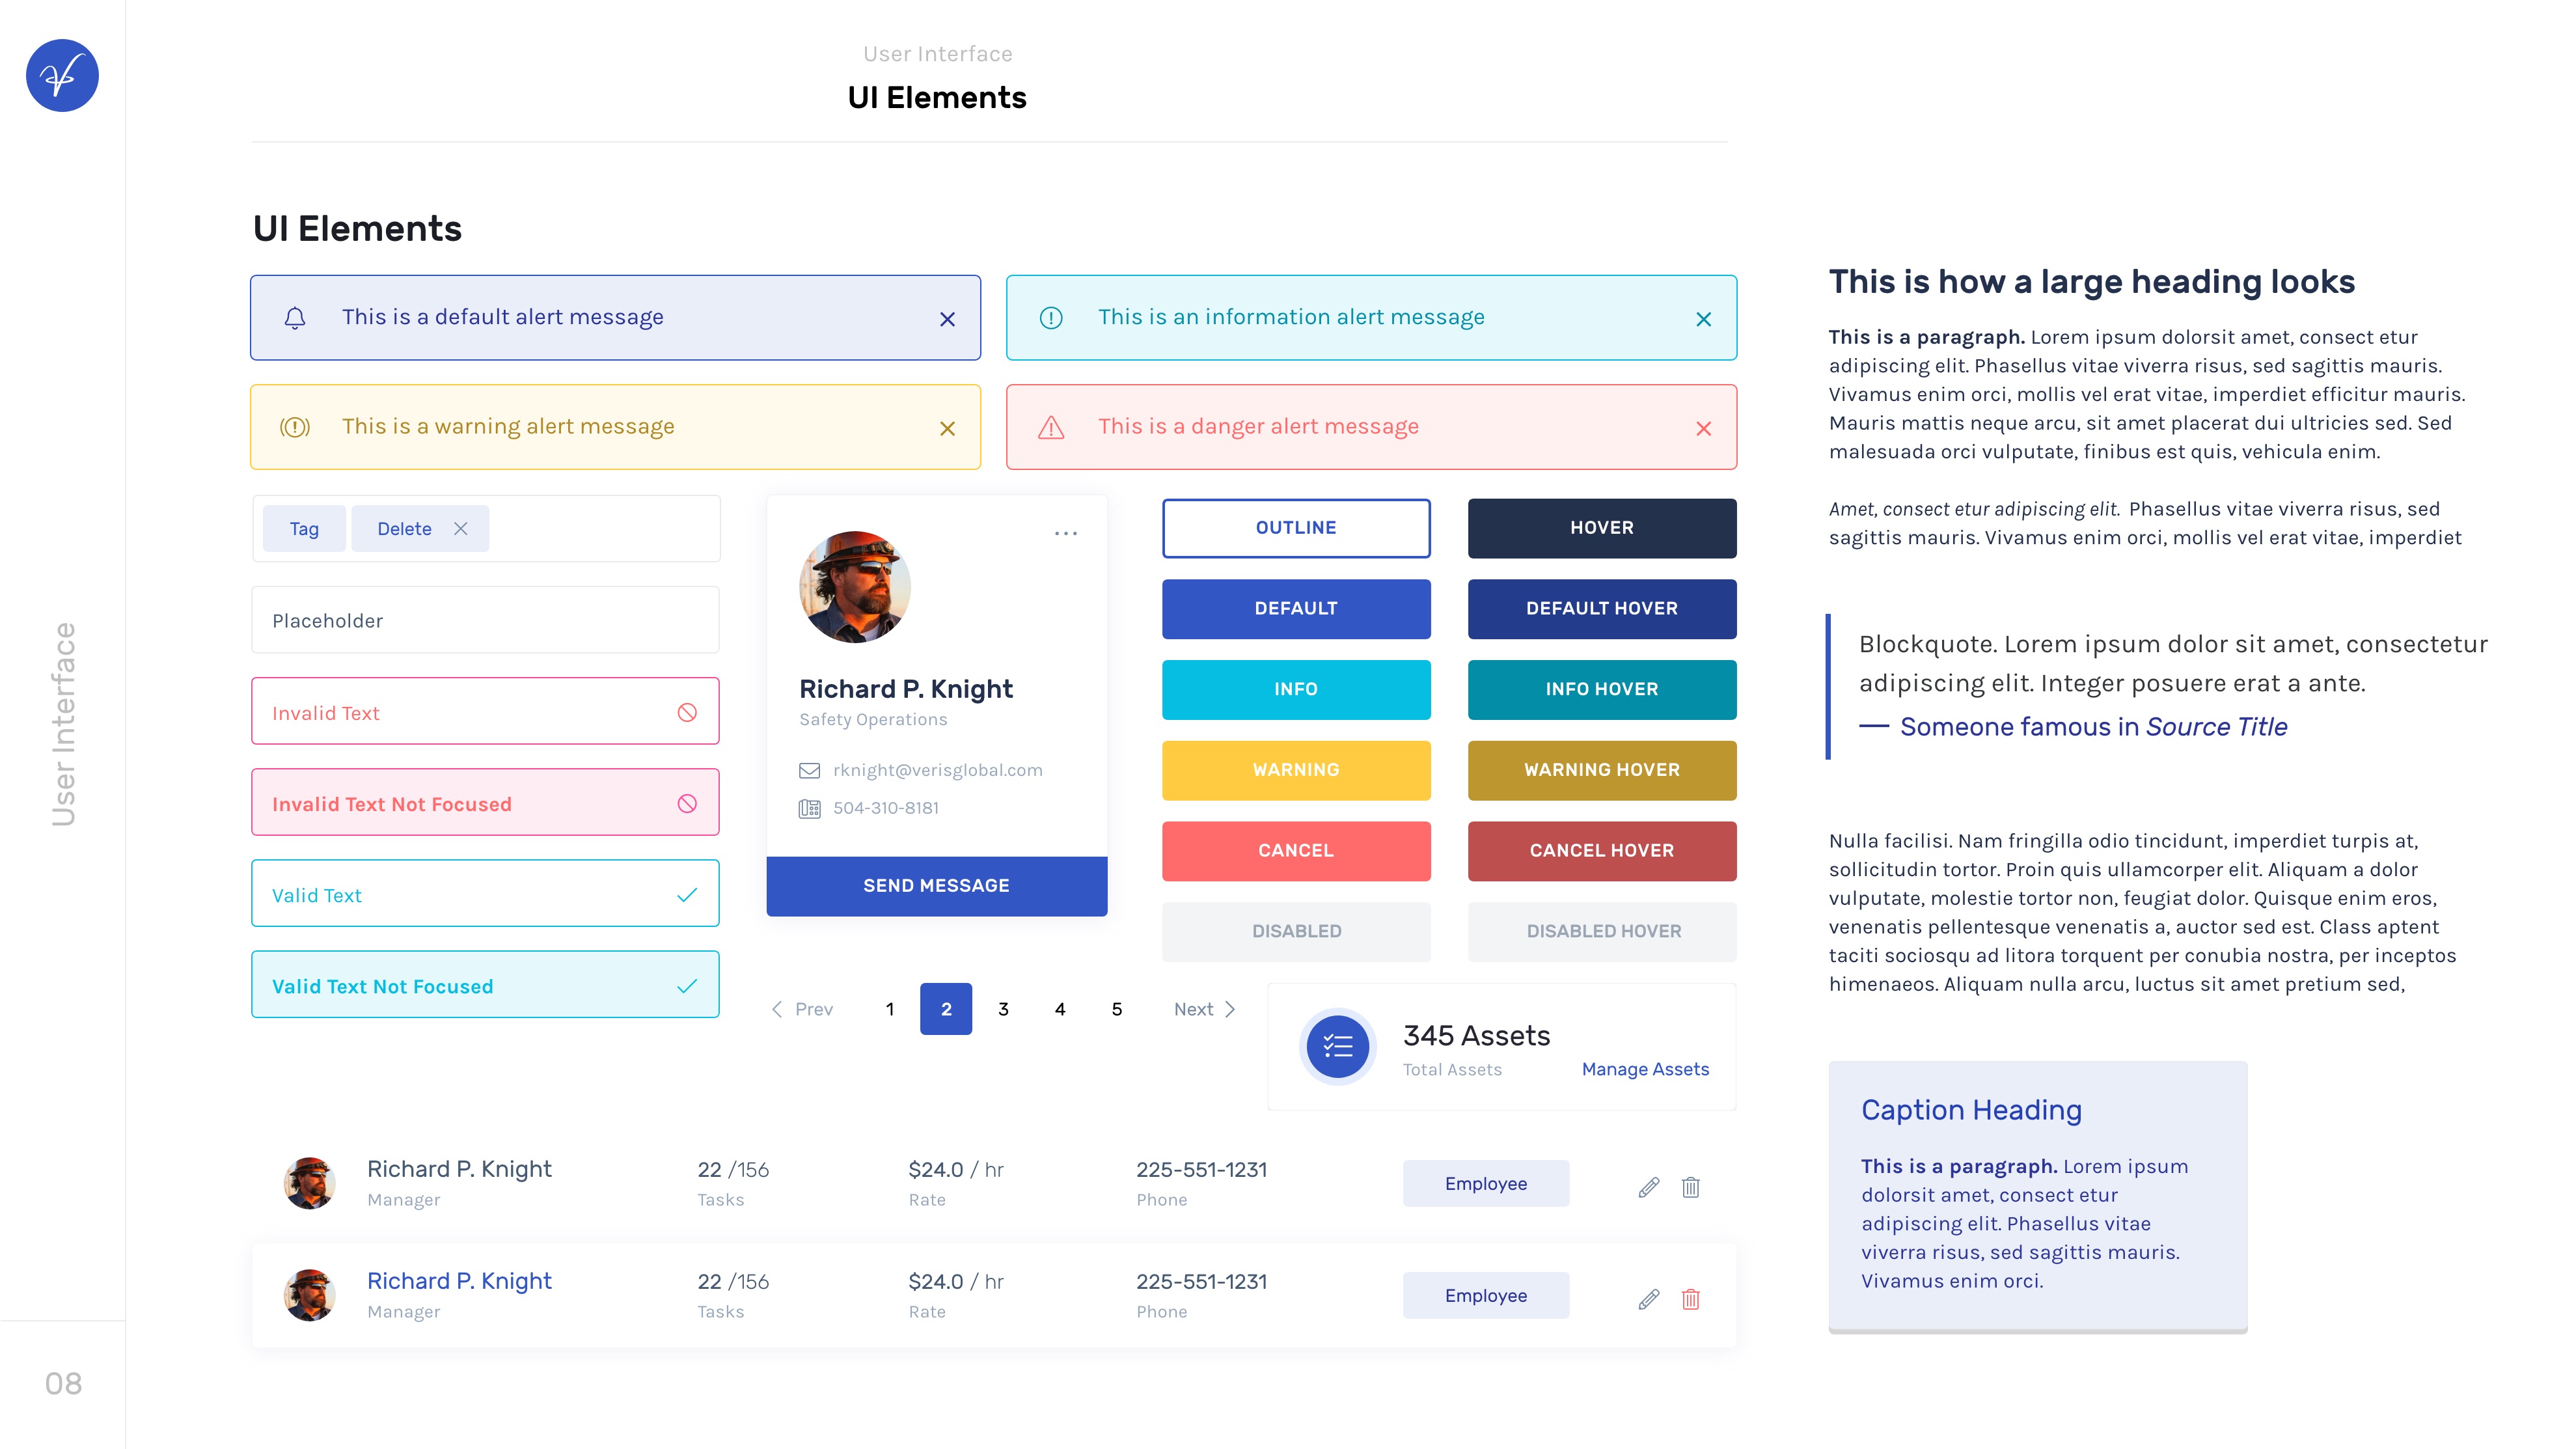 User Interface
UI Elements
User Interface
08
UI Elements
This is a default alert message
This is an information alert message
This is a warning alert message
This is a danger alert message
Tag
Delete
Placeholder
Invalid Text
Invalid Text Not Focused
Valid Text
Valid Text Not Focused
Richard P. Knight
Safety Operations
rknight@verisglobal.com
504-310-8181
SEND MESSAGE
OUTLINE
HOVER
DEFAULT
DEFAULT HOVER
INFO
INFO HOVER
WARNING
WARNING HOVER
CANCEL
CANCEL HOVER
DISABLED
DISABLED HOVER
Prev 1 2 3 4 5 Next
345 Assets
Total Assets
Manage Assets
Richard P. Knight 22 /156 $24.0 / hr 225-551-1231 Employee
Manager Tasks Rate Phone
Richard P. Knight 22 /156 $24.0 / hr 225-551-1231 Employee
Manager Tasks Rate Phone
This is how a large heading looks
This is a paragraph. Lorem ipsum dolorsit amet, consect etur
adipiscing elit. Phasellus vitae viverra risus, sed sagittis mauris.
Vivamus enim orci, mollis vel erat vitae, imperdiet efficitur mauris.
Mauris mattis neque arcu, sit amet placerat dui ultricies sed. Sed
malesuada orci vulputate, finibus est quis, vehicula enim.
Amet, consect etur adipiscing elit. Phasellus vitae viverra risus, sed
sagittis mauris. Vivamus enim orci, mollis vel erat vitae, imperdiet
Blockquote. Lorem ipsum dolor sit amet, consectetur
adipiscing elit. Integer posuere erat a ante.
— Someone famous in Source Title
Nulla facilisi. Nam fringilla odio tincidunt, imperdiet turpis at,
sollicitudin tortor. Proin quis ullamcorper elit. Aliquam a dolor
vulputate, molestie tortor non, feugiat dolor. Quisque enim eros,
venenatis pellentesque venenatis a, auctor sed est. Class aptent
taciti sociosqu ad litora torquent per conubia nostra, per inceptos
himenaeos. Aliquam nulla arcu, luctus sit amet pretium sed,
Caption Heading
This is a paragraph. Lorem ipsum
dolorsit amet, consect etur
adipiscing elit. Phasellus vitae
viverra risus, sed sagittis mauris.
Vivamus enim orci.